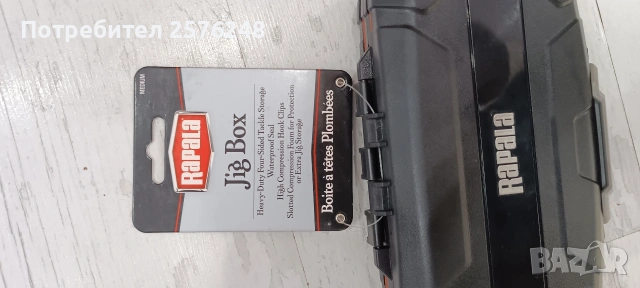 Потребител 2576248
MEDIUM
RAPALA
Jig Box
Heavy-Duty Four-Sided Tackle Storage
Waterproof Seal
High Compression Hook Clips
Slotted Compression Foam for Protection
or Extra Jig Storage
Boîte à têtes Plombées
RAPALA
BAZAR